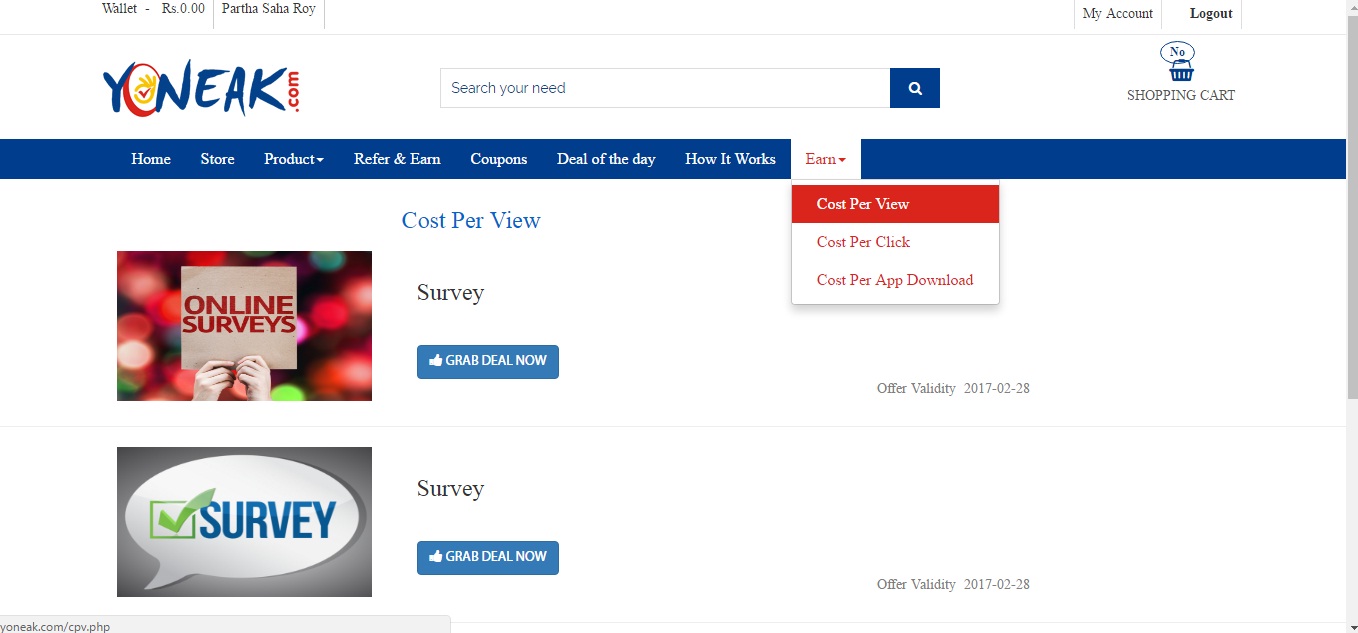 Wallet - Rs.0.00 Partha Saha Roy My Account Logout
YONEAK.com
Search your need
No
SHOPPING CART
Home Store Product Refer & Earn Coupons Deal of the day How It Works Earn
Cost Per View
Cost Per Click
Cost Per App Download
Cost Per View
ONLINE
SURVEYS
Survey
GRAB DEAL NOW
Offer Validity 2017-02-28
SURVEY
Survey
GRAB DEAL NOW
Offer Validity 2017-02-28
yoneak.com/cpv.php